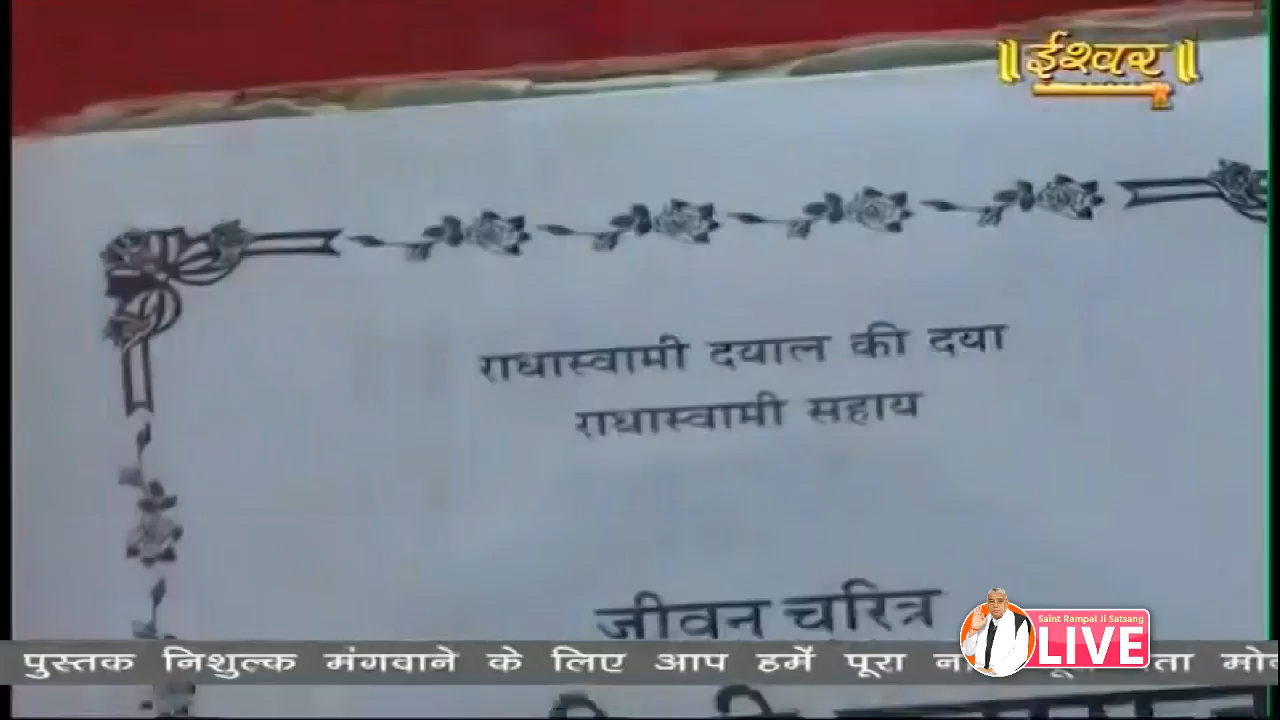 ॥ईश्वर॥
राधास्वामी दयाल की दया
राधास्वामी सहाय
जीवन चरित्र
Saint Rampal Ji Satsang
LIVE
पुस्तक निशुल्क मंगवाने के लिए आप हमें पूरा